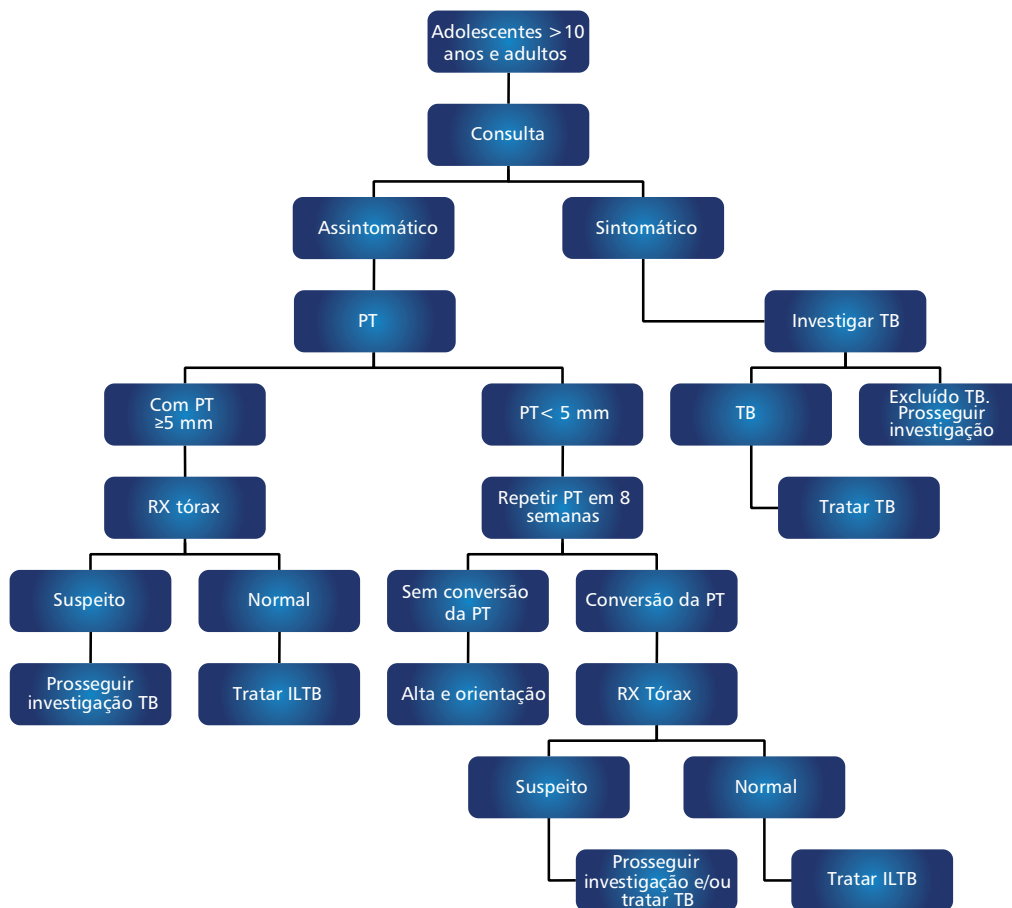 Adolescentes >10
anos e adultos
Consulta
Assintomático
Sintomático
PT
Investigar TB
Com PT
≥5 mm
PT< 5 mm
TB
Excluído TB.
Prosseguir
investigação
RX tórax
Repetir PT em 8
semanas
Tratar TB
Suspeito
Normal
Sem conversão
da PT
Conversão da PT
Prosseguir
investigação TB
Tratar ILTB
Alta e orientação
RX Tórax
Suspeito
Normal
Prosseguir
investigação e/ou
tratar TB
Tratar ILTB